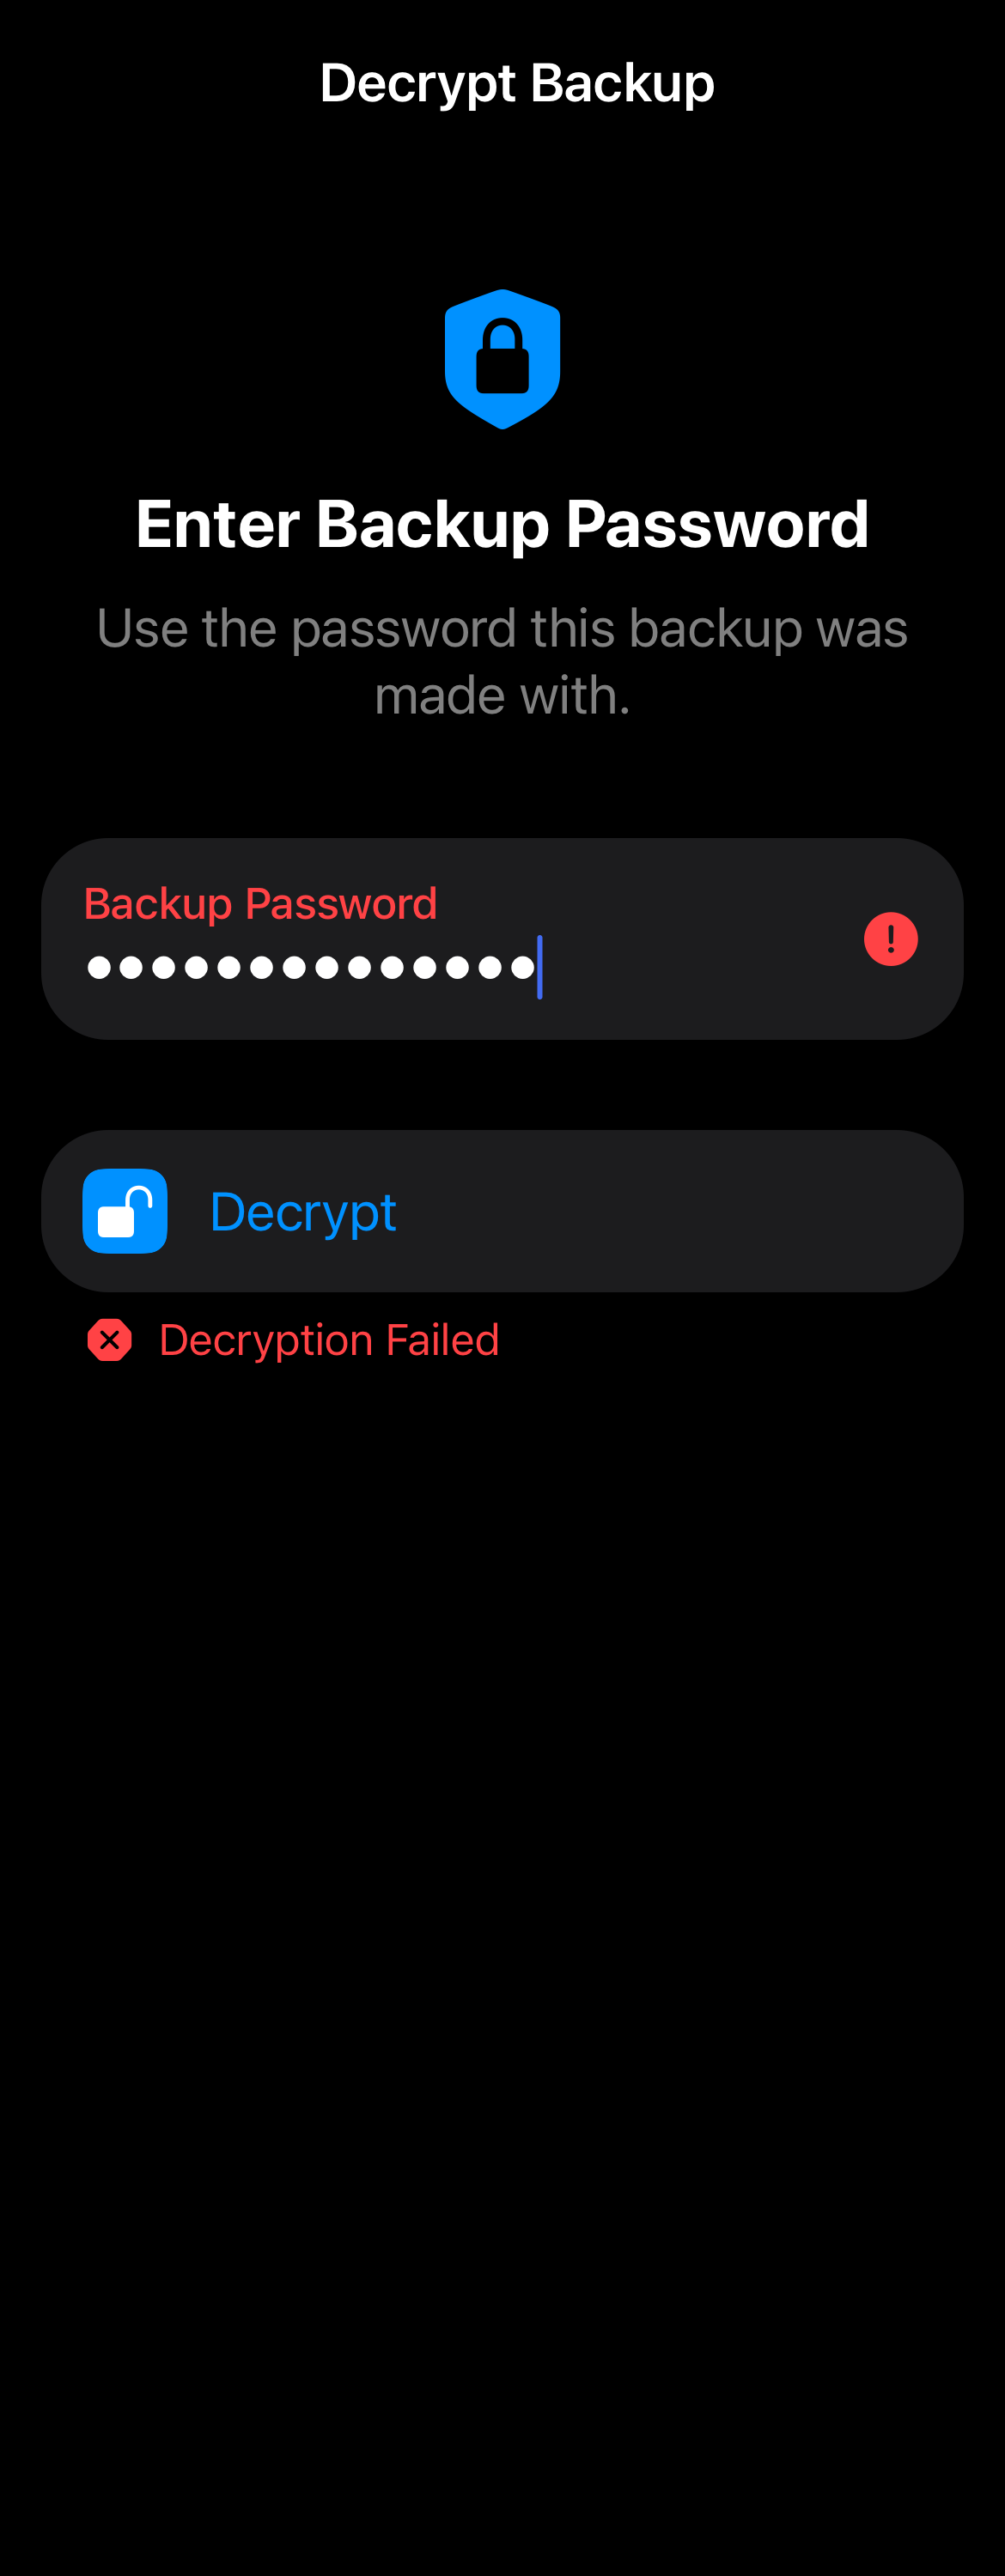 Decrypt Backup
Enter Backup Password
Use the password this backup was
made with.
Backup Password
Decrypt
Decryption Failed